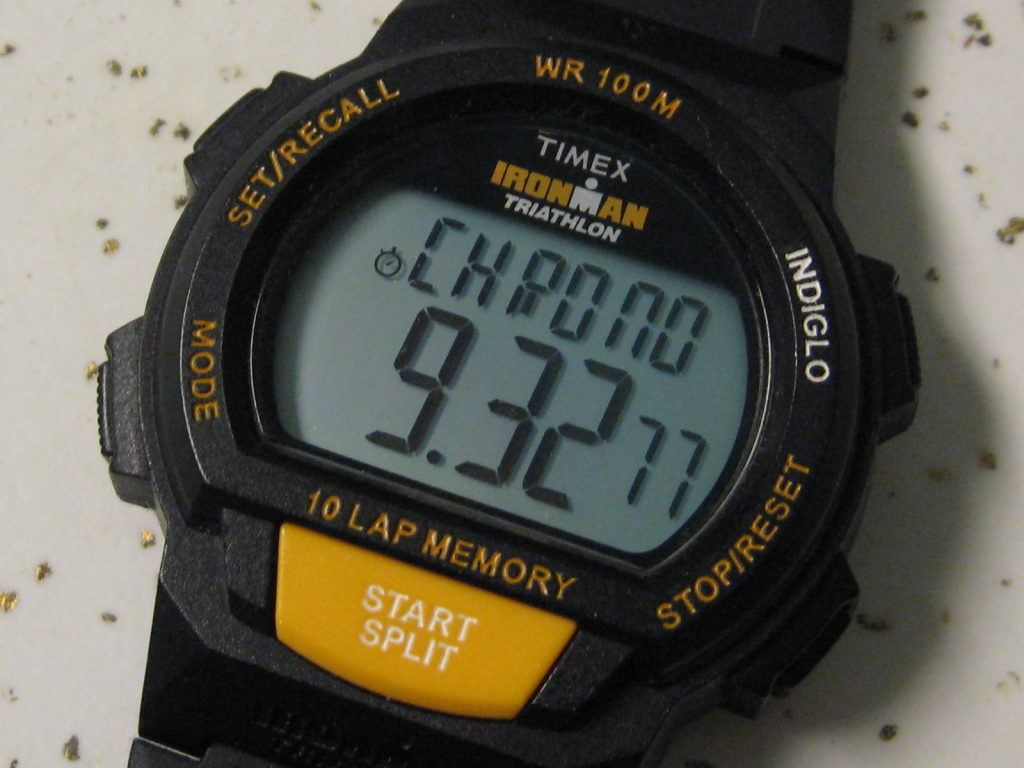 WR 100M
SET/RECALL
TIMEX
IRONMAN
TRIATHLON
INDIGLO
CHRONO
9.32 77
MODE
10 LAP MEMORY
STOP/RESET
START
SPLIT